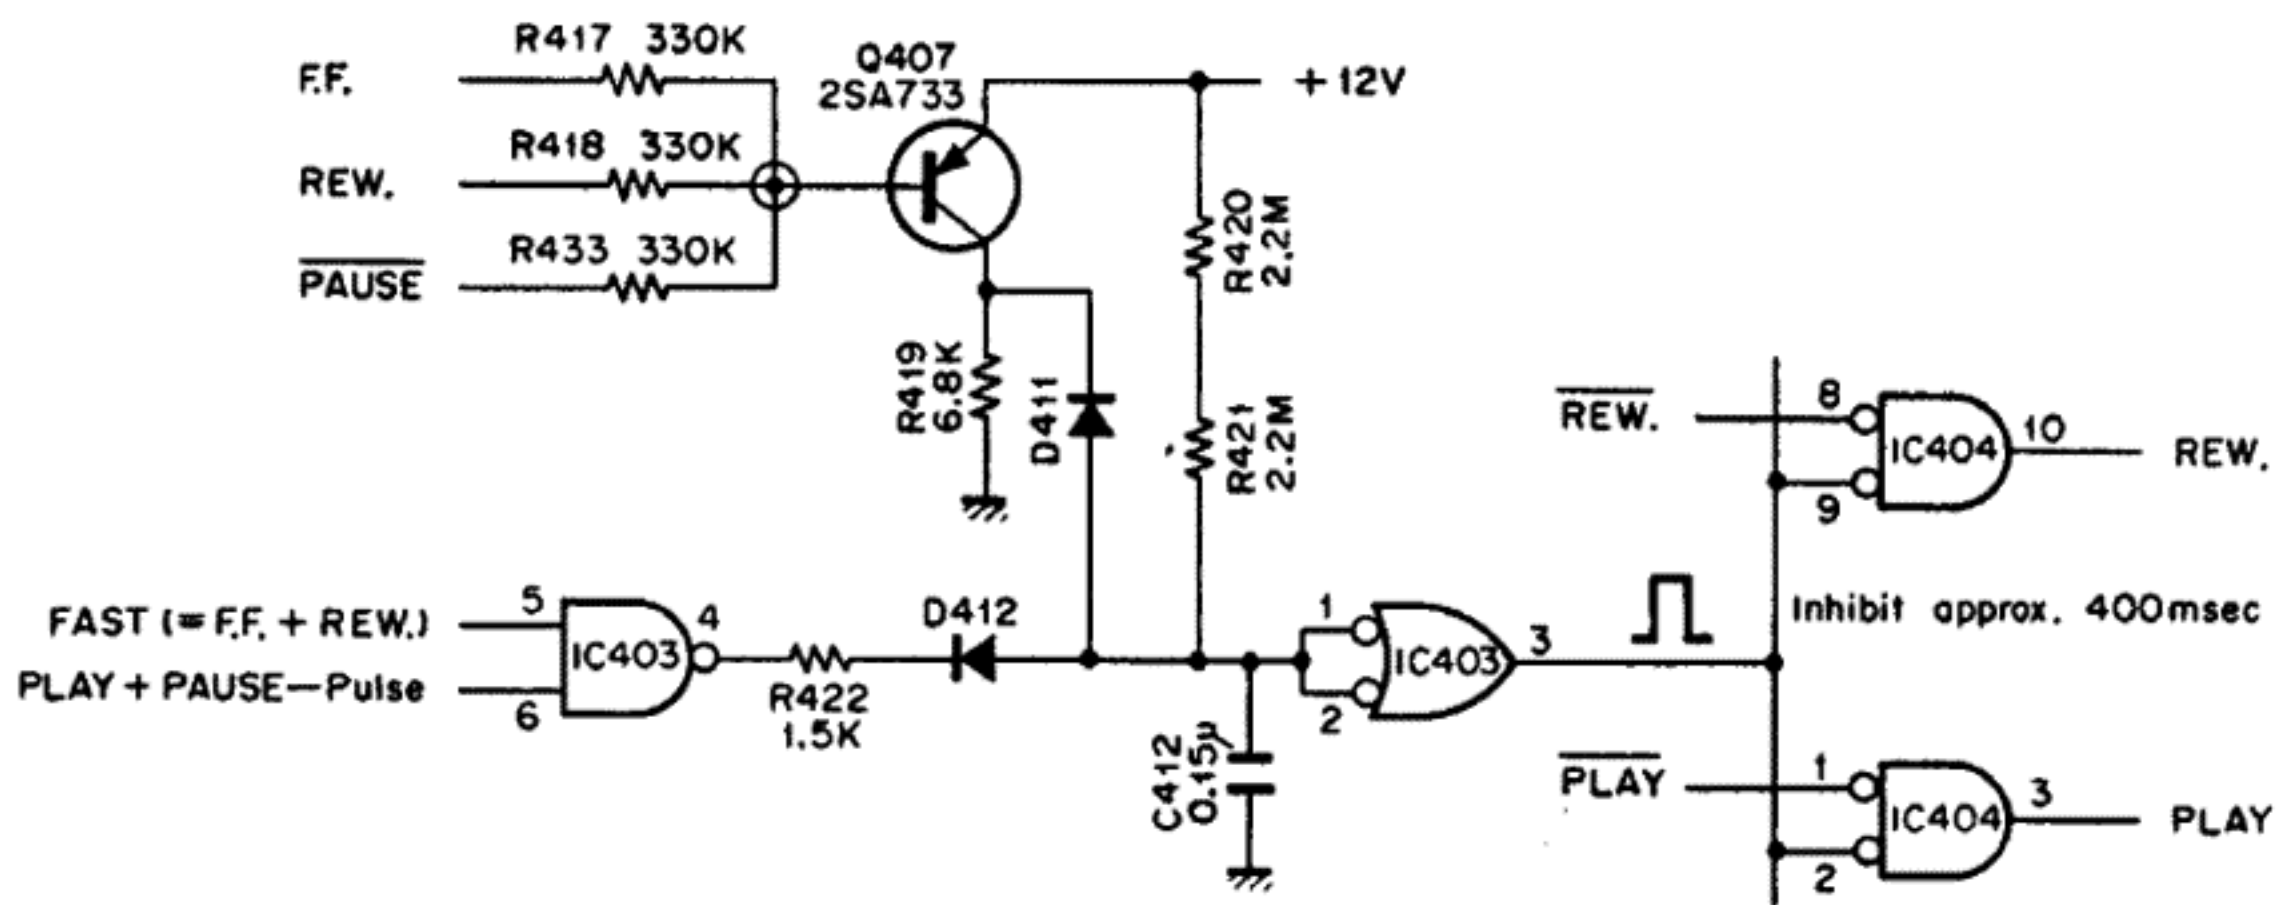 R417 330K
F.F.
R418 330K
REW.
R433 330K
PAUSE
Q407
2SA733
+12V
R420
2.2M
R419
6.8K
D411
R421
2.2M
FAST (= F.F. + REW.)
5
PLAY + PAUSE—Pulse
6
IC403
4
R422
1.5K
D412
C412
0.15µ
1
2
IC403
3
Inhibit approx. 400msec
REW.
8
9
IC404
10
REW.
PLAY
1
2
IC404
3
PLAY